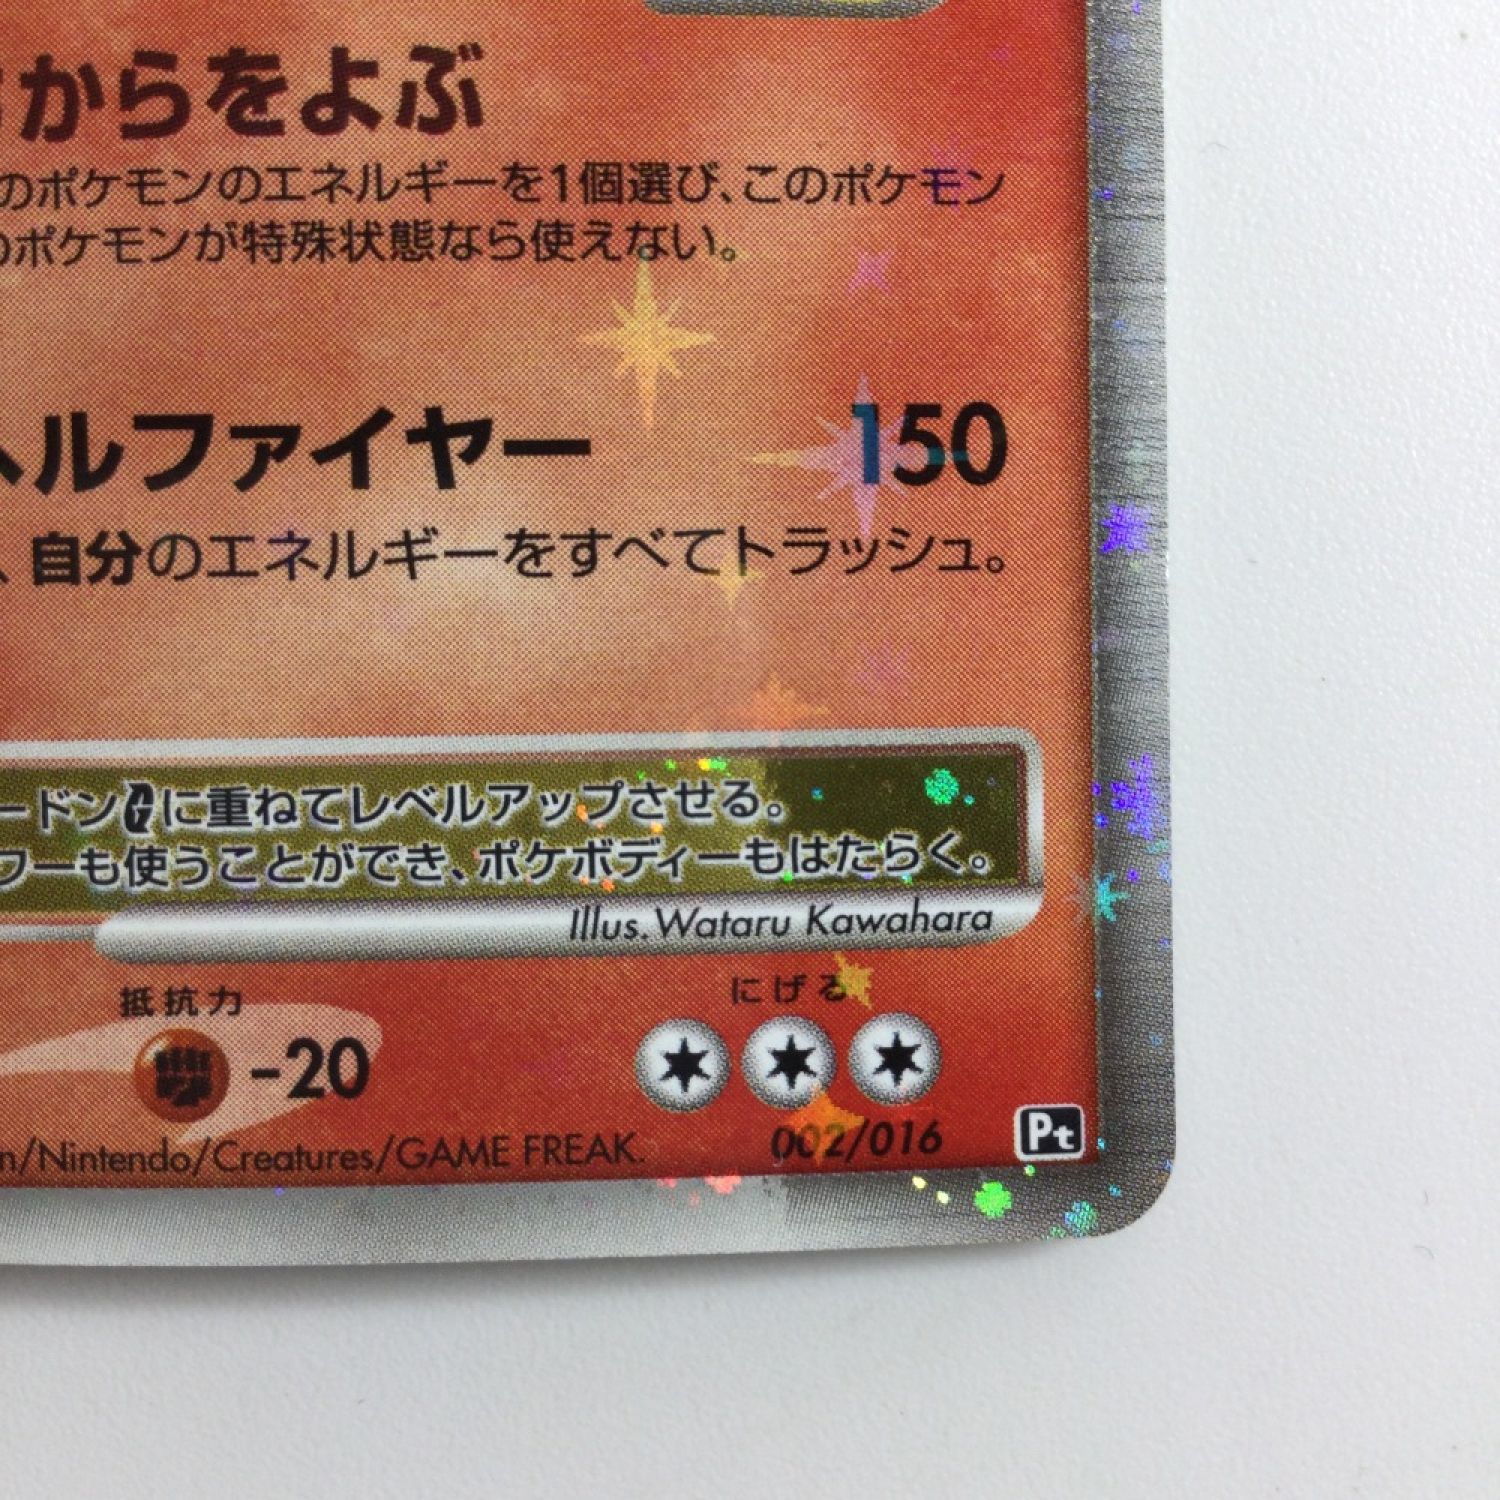 からをよぶ
のポケモンのエネルギーを1個選び、このポケモン
のポケモンが特殊状態なら使えない。
ヘルファイヤー 150
、自分のエネルギーをすべてトラッシュ。
ードンGに重ねてレベルアップさせる。
ワーも使うことができ、ポケボディーもはたらく。
Illus. Wataru Kawahara
抵抗力 にげる
-20
n/Nintendo/Creatures/GAME FREAK. 002/016 Pt